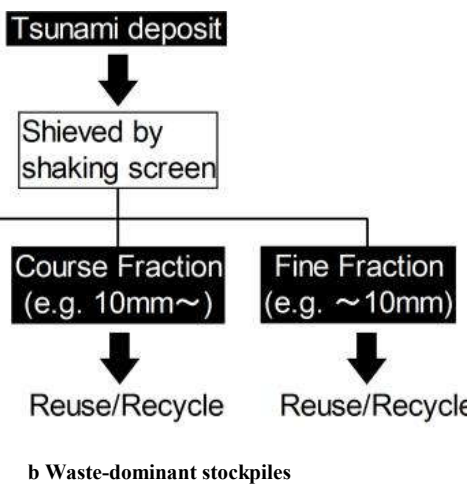 Tsunami deposit
Shieved by
shaking screen
Course Fraction
(e.g. 10mm～)
Fine Fraction
(e.g. ～10mm)
Reuse/Recycle
Reuse/Recycle
b Waste-dominant stockpiles